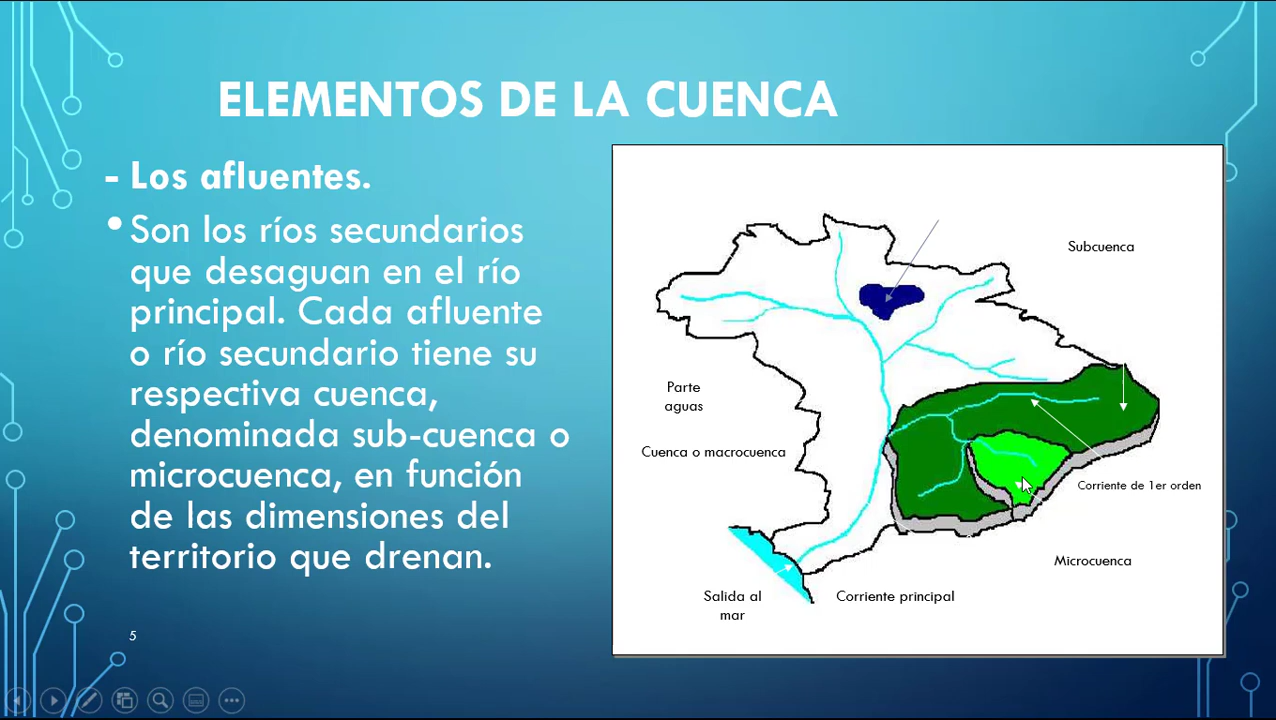 ELEMENTOS DE LA CUENCA
- Los afluentes.
• Son los ríos secundarios
que desaguan en el río
principal. Cada afluente
o río secundario tiene su
respectiva cuenca,
denominada sub-cuenca o
microcuenca, en función
de las dimensiones del
territorio que drenan.
5
Subcuenca
Parte
aguas
Cuenca o macrocuenca
Corriente de 1er orden
Microcuenca
Salida al
mar
Corriente principal